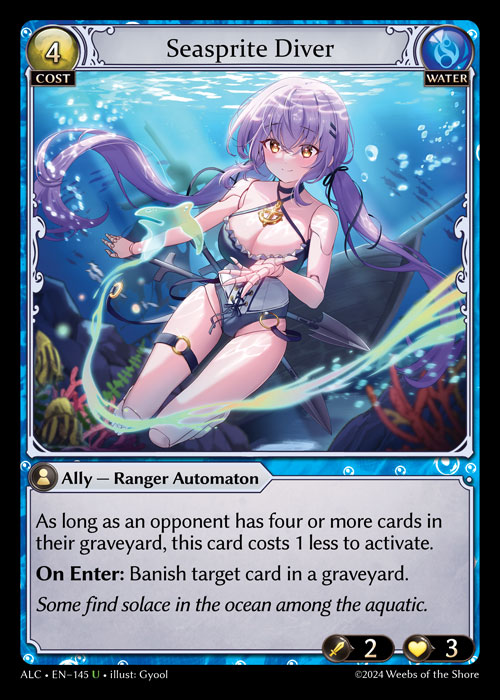 4
Seasprite Diver
COST
WATER
Ally — Ranger Automaton
As long as an opponent has four or more cards in
their graveyard, this card costs 1 less to activate.
On Enter: Banish target card in a graveyard.
Some find solace in the ocean among the aquatic.
2
3
ALC • EN–145 U • illust: Gyool
©2024 Weebs of the Shore